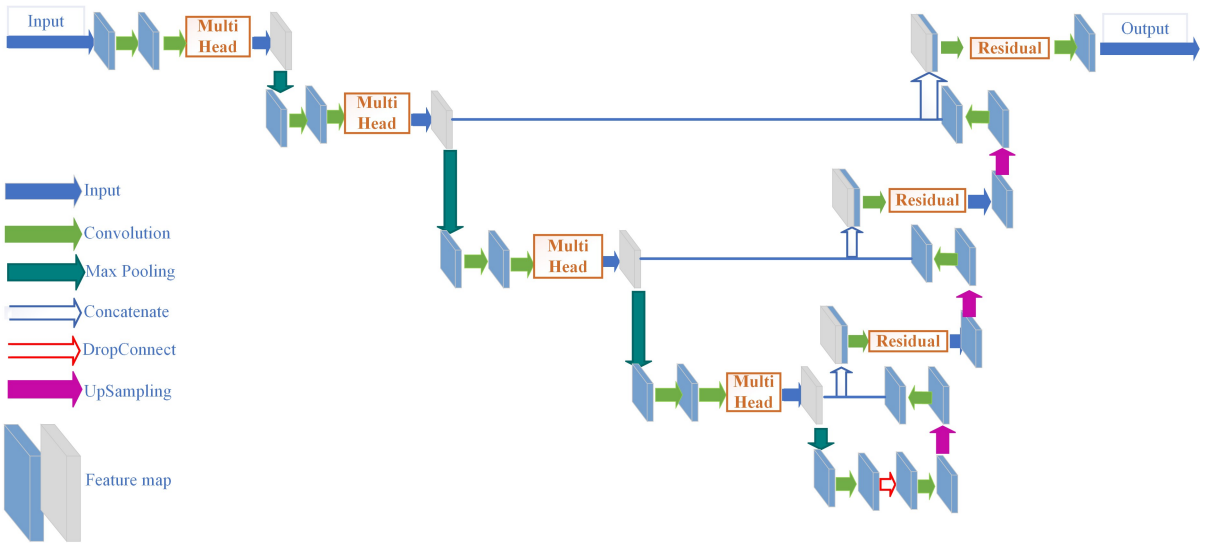 Input
Multi
Head
Residual
Output
Multi
Head
Input
Residual
Convolution
Multi
Head
Max Pooling
Concatenate
Residual
DropConnect
UpSampling
Multi
Head
Feature map